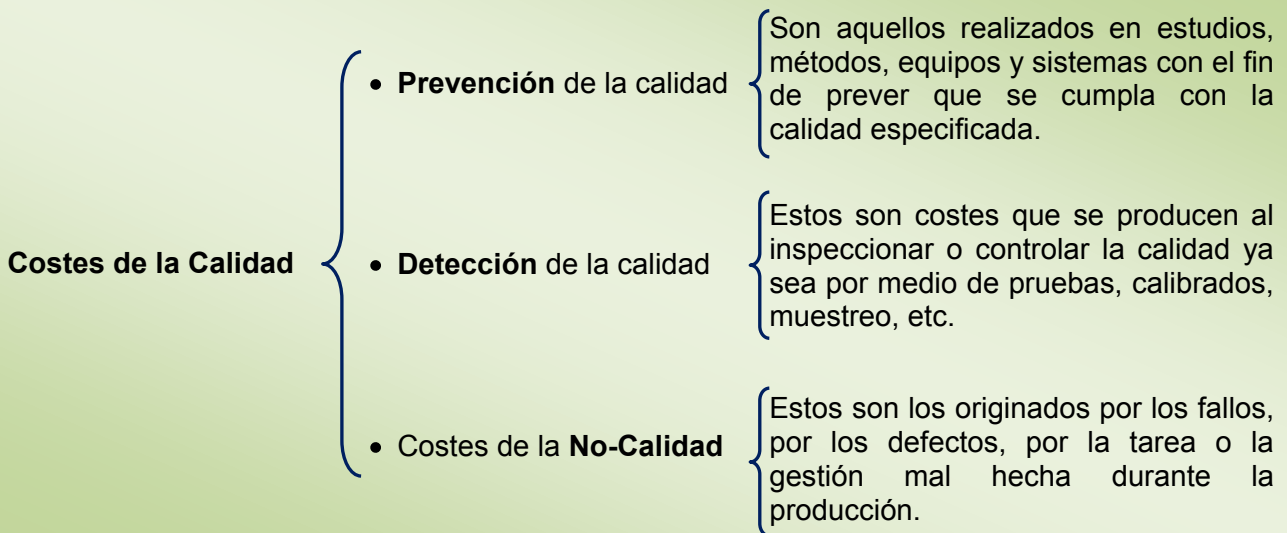 Costes de la Calidad
• Prevención de la calidad
Son aquellos realizados en estudios,
métodos, equipos y sistemas con el fin
de prever que se cumpla con la
calidad especificada.
• Detección de la calidad
Estos son costes que se producen al
inspeccionar o controlar la calidad ya
sea por medio de pruebas, calibrados,
muestreo, etc.
• Costes de la No-Calidad
Estos son los originados por los fallos,
por los defectos, por la tarea o la
gestión mal hecha durante la
producción.